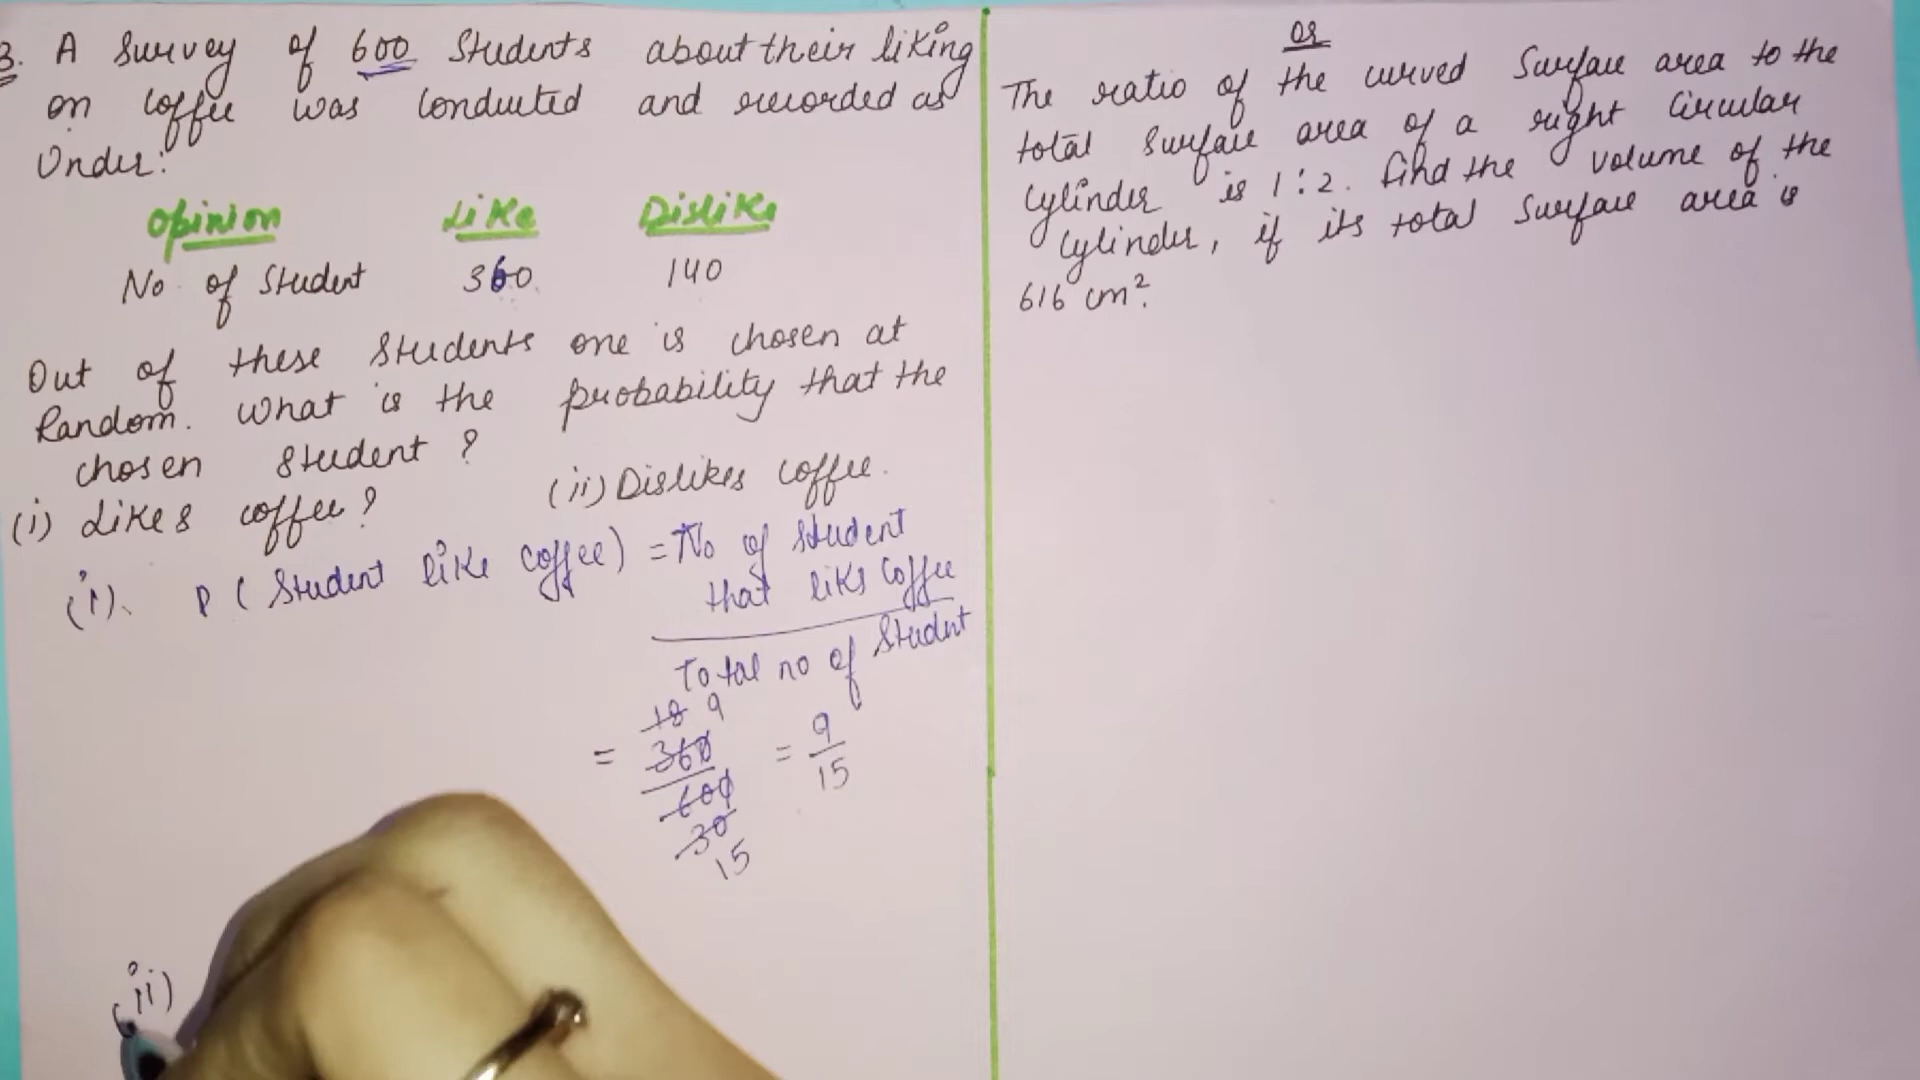 3. A Survey of 600 Students about their liking
on Coffee was Conducted and recorded as
Under:
Opinion Like Dislike
No. of Student 360 140
Out of these Students one is chosen at
Random. What is the probability that the
chosen Student?
(i) Likes coffee? (ii) Dislikes coffee.
(i). P (Student like coffee) = No of student
that likes Coffee
Total no of Student
18 9
= 360 = 9
600 15
30
15
(ii)
Or
The ratio of the curved Surface area to the
total Surface area of a right Circular
Cylinder is 1:2. find the volume of the
Cylinder, if its total Surface area is
616 cm².